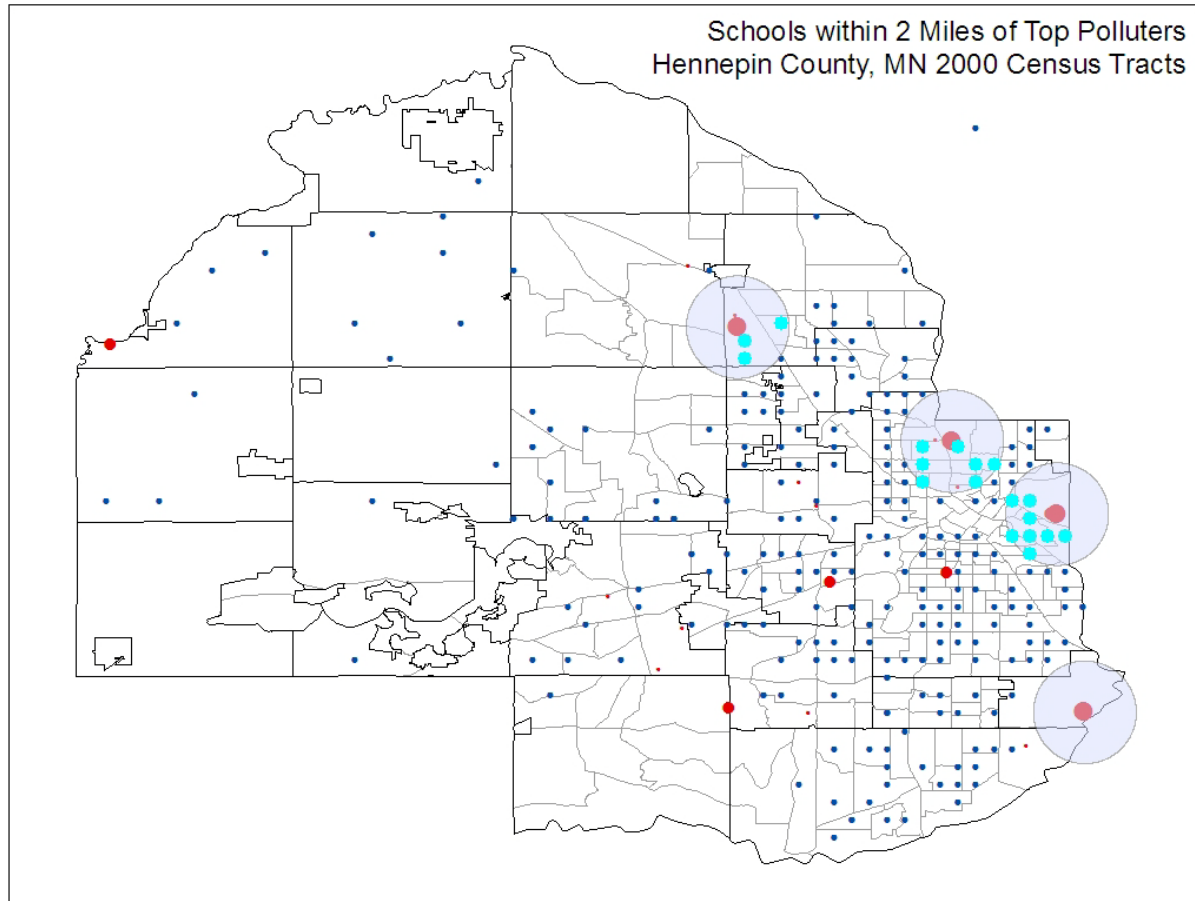 Schools within 2 Miles of Top Polluters
Hennepin County, MN 2000 Census Tracts